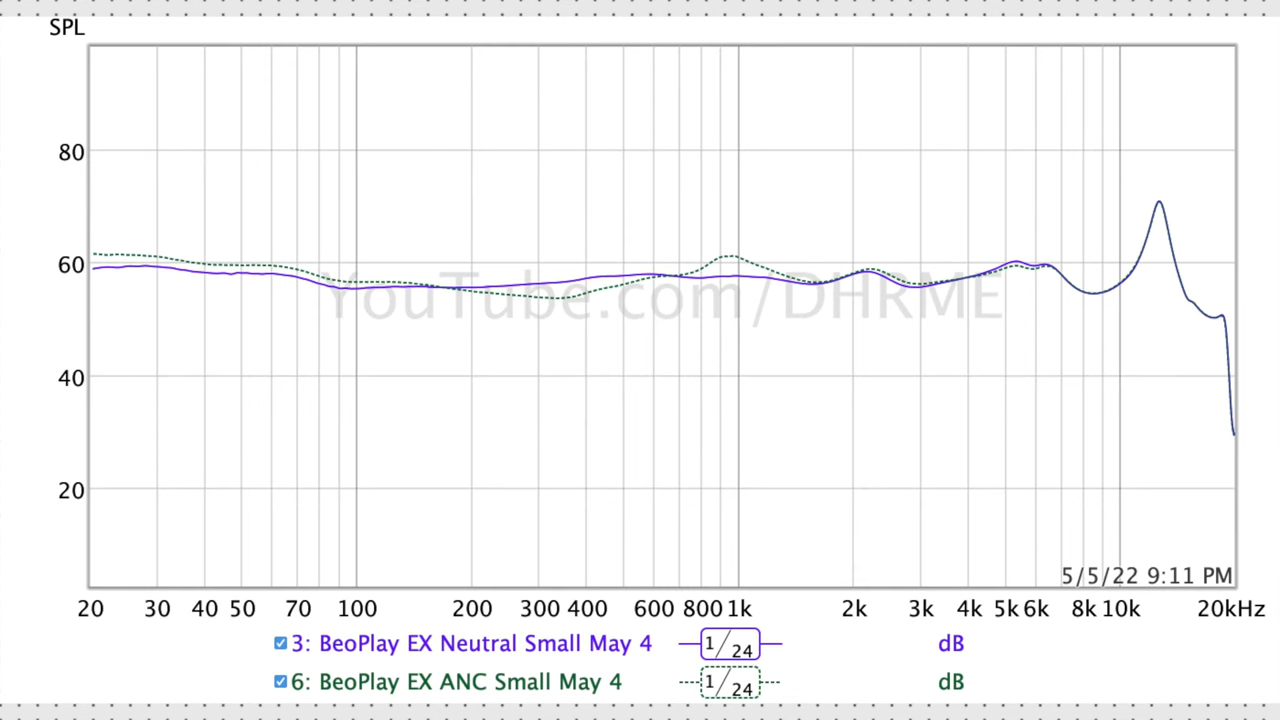 SPL
80
60
40
20
YouTube.com/DHRME
5/5/22 9:11 PM
20 30 40 50 70 100 200 300 400 600 800 1k 2k 3k 4k 5k 6k 8k 10k 20kHz
3: BeoPlay EX Neutral Small May 4 1/24 dB
6: BeoPlay EX ANC Small May 4 1/24 dB